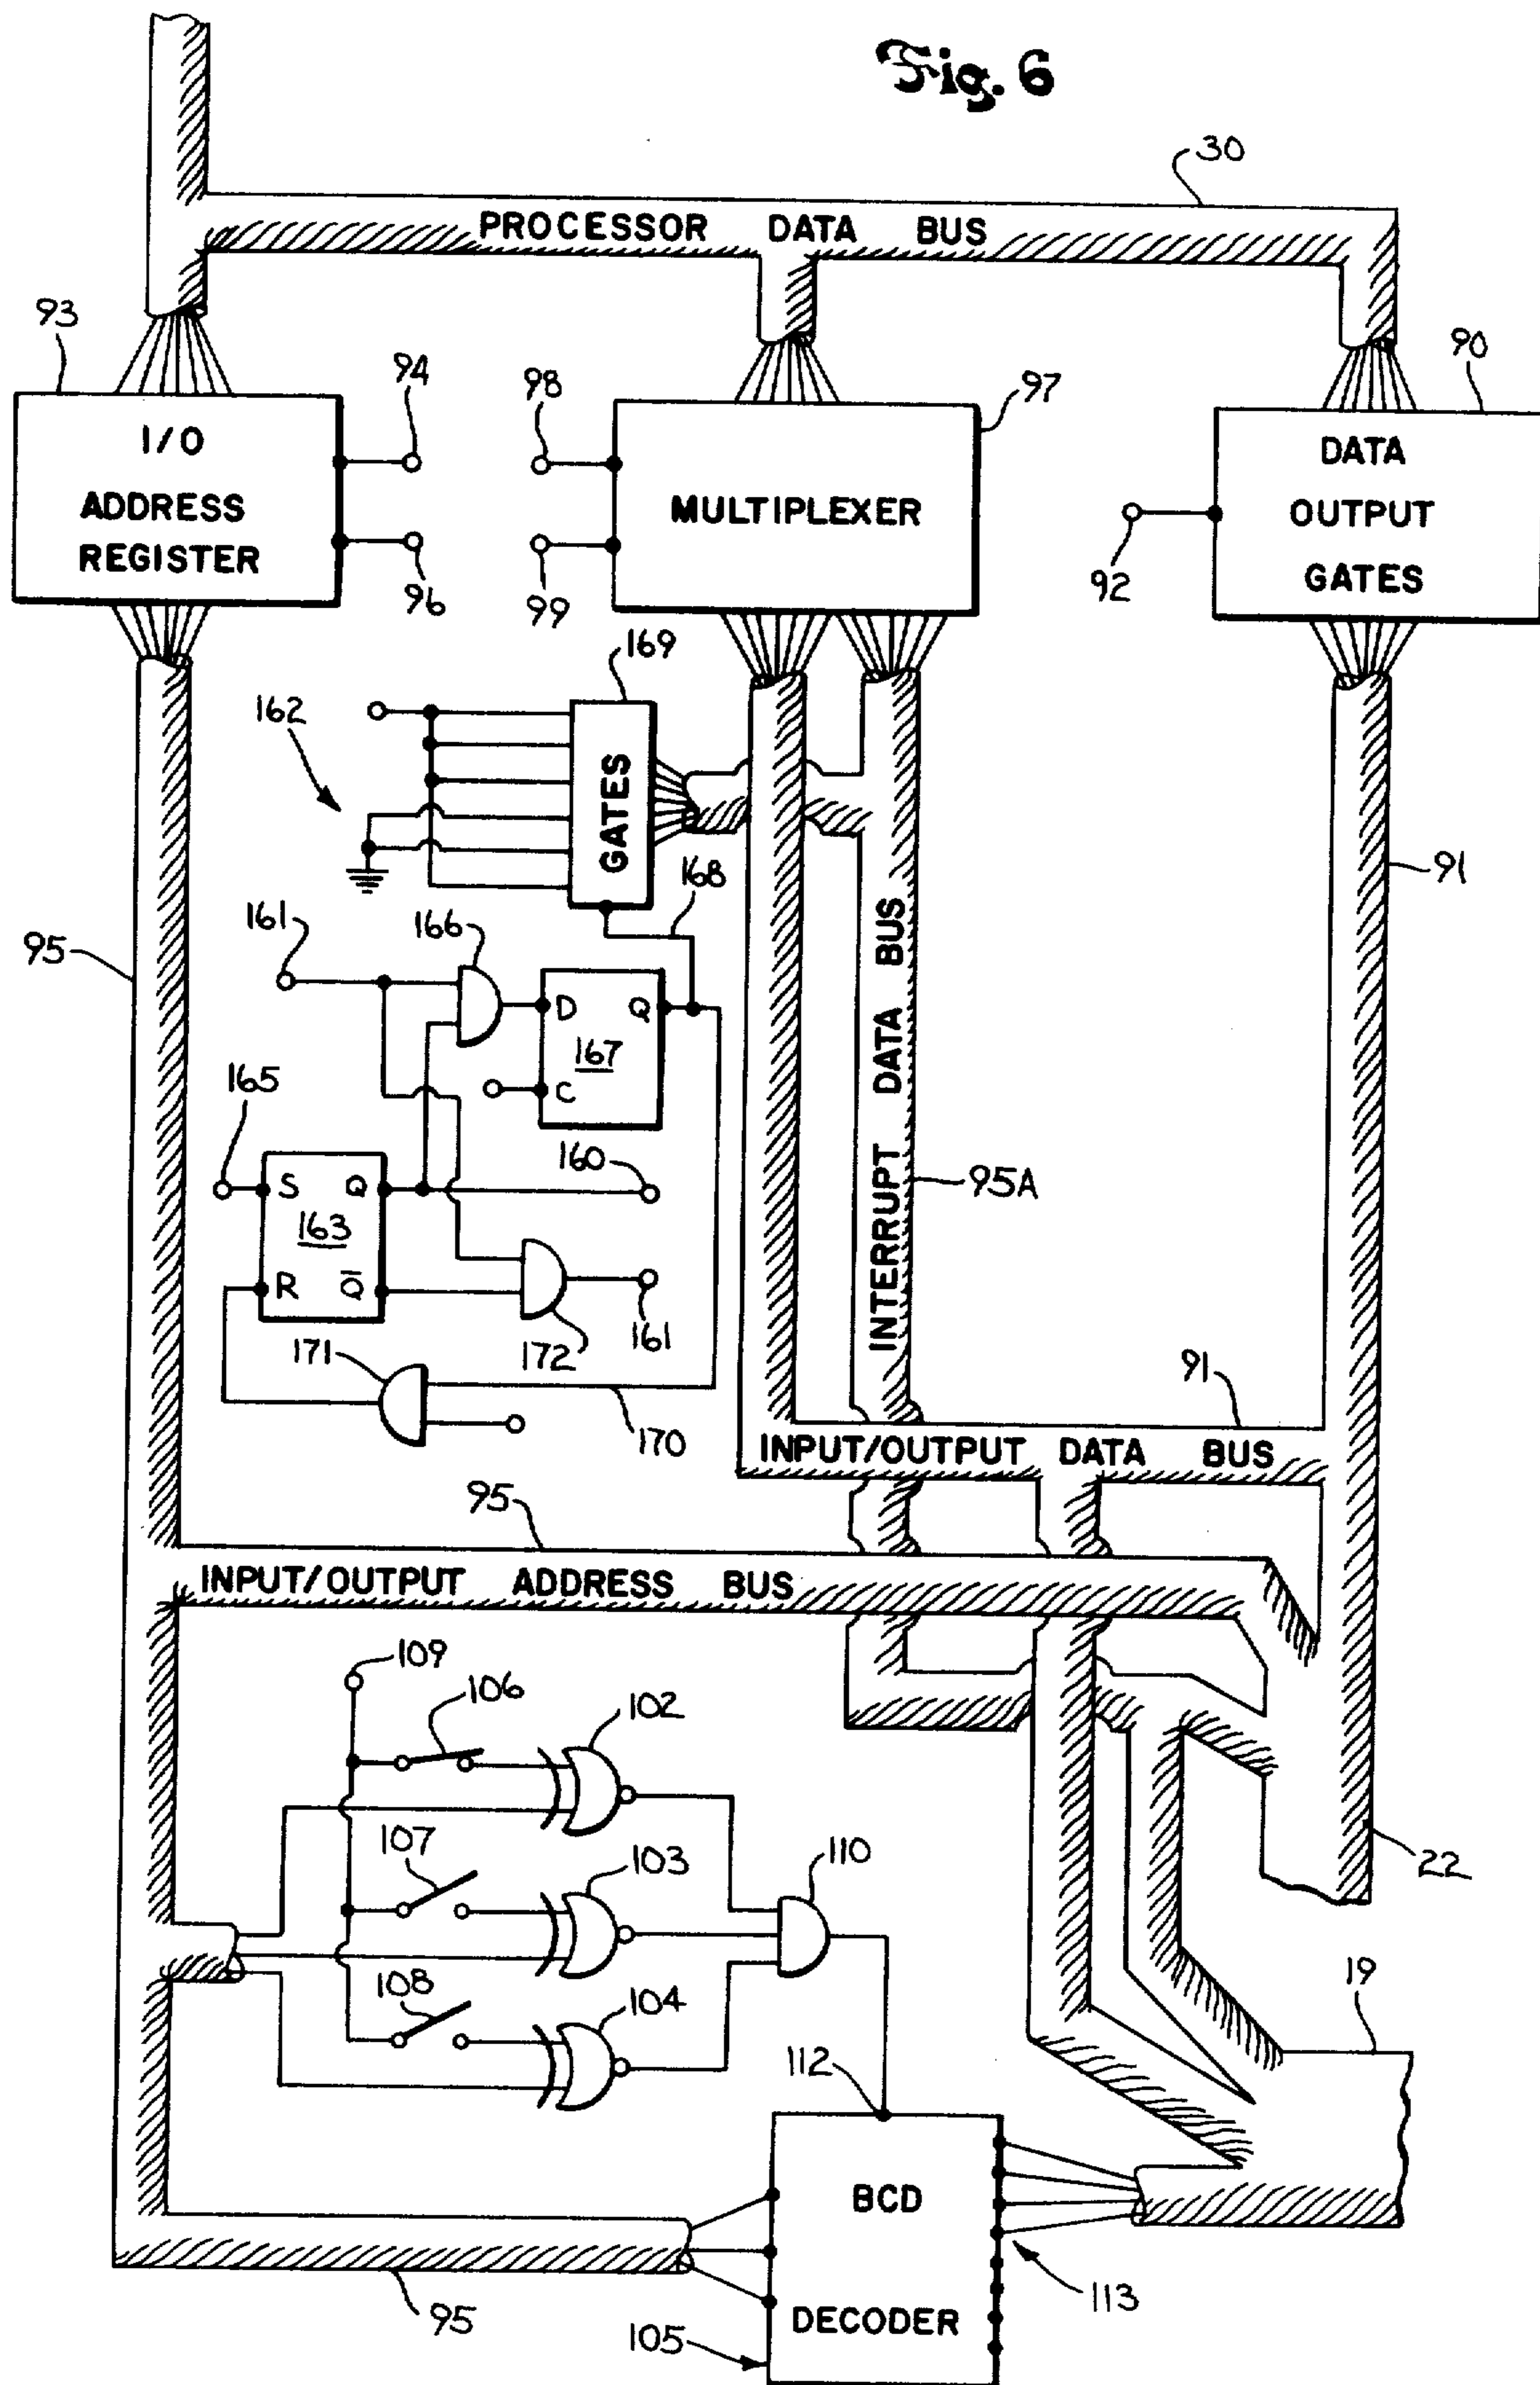 Fig. 6
30
PROCESSOR DATA BUS
93
94
98
97
90
I/O
ADDRESS
REGISTER
MULTIPLEXER
DATA
OUTPUT
GATES
96
99
92
169
162
GATES
168
91
161
166
95
D Q
167
C
INTERRUPT DATA BUS
165
160
95A
S Q
163
R Q̅
161
172
171
170
91
INPUT/OUTPUT DATA BUS
95
INPUT/OUTPUT ADDRESS BUS
109
106
102
107
103
110
22
108
104
19
112
BCD
DECODER
113
105
95